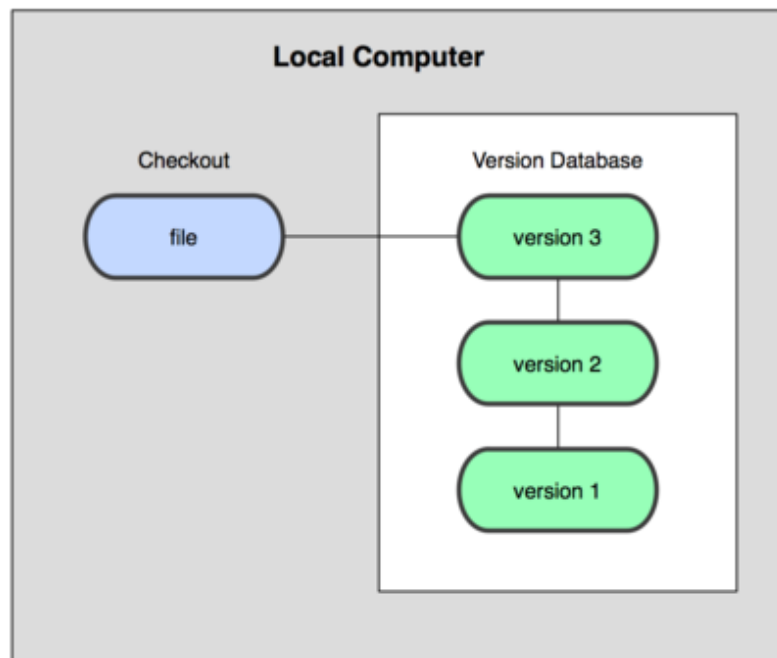 Local Computer
Checkout
Version Database
file
version 3
version 2
version 1